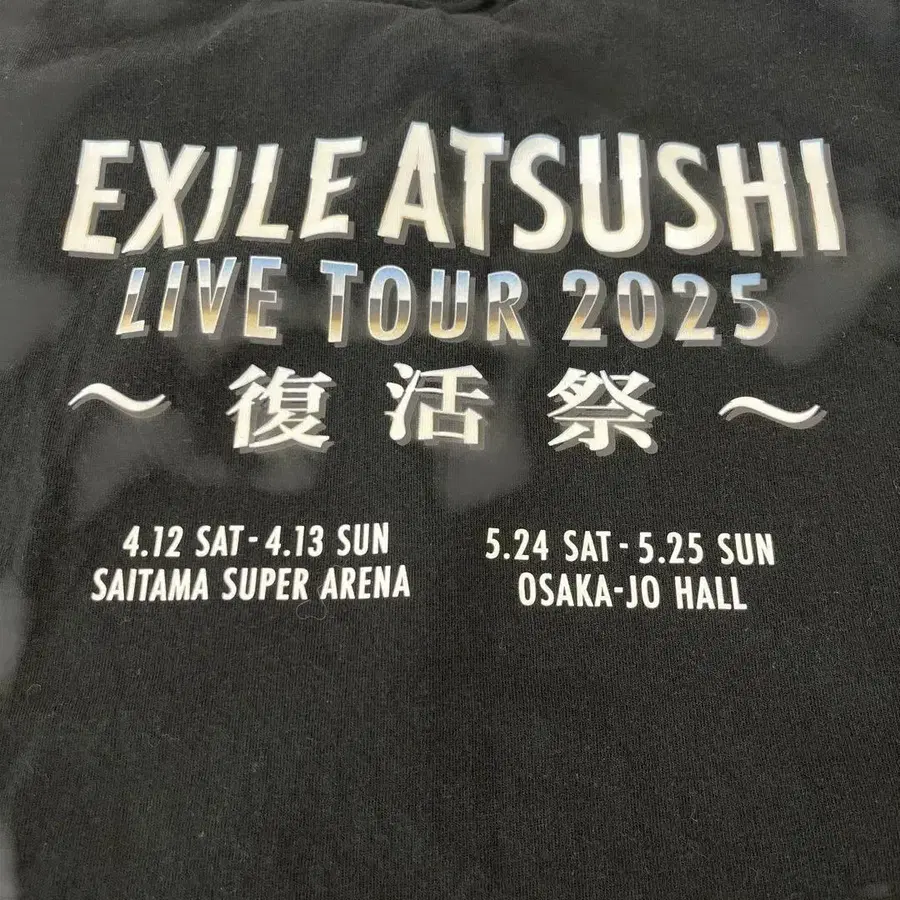 EXILE ATSUSHI
LIVE TOUR 2025
～復活祭～
4.12 SAT - 4.13 SUN
SAITAMA SUPER ARENA
5.24 SAT - 5.25 SUN
OSAKA-JO HALL